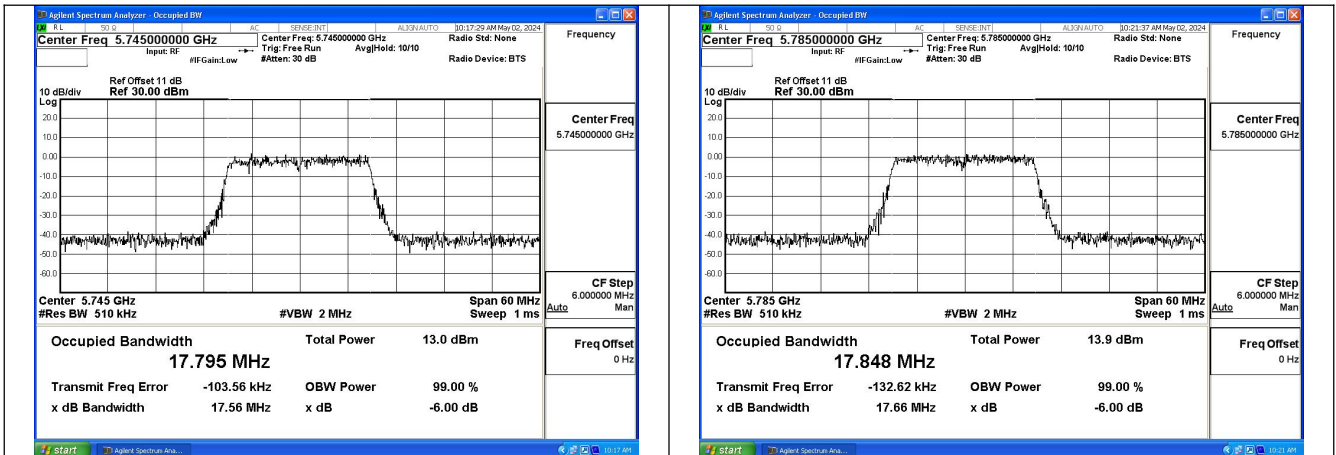 Agilent Spectrum Analyzer - Occupied BW
RL 50 Ω AC SENSE:INT ALIGN AUTO 10:17:29 AM May 02, 2024
Center Freq 5.745000000 GHz
Center Freq: 5.745000000 GHz Radio Std: None
Input: RF Trig: Free Run Avg|Hold: 10/10
#IFGain:Low #Atten: 30 dB Radio Device: BTS
Frequency
Ref Offset 11 dB
10 dB/div Ref 30.00 dBm
Log
20.0
10.0
0.00
-10.0
-20.0
-30.0
-40.0
-50.0
-60.0
Center Freq
5.745000000 GHz
Center 5.745 GHz Span 60 MHz
#Res BW 510 kHz #VBW 2 MHz Sweep 1 ms
CF Step
6.000000 MHz
Auto Man
Occupied Bandwidth Total Power 13.0 dBm
17.795 MHz
Transmit Freq Error -103.56 kHz OBW Power 99.00 %
x dB Bandwidth 17.56 MHz x dB -6.00 dB
Freq Offset
0 Hz
start Agilent Spectrum Ana... 10:17 AM
Agilent Spectrum Analyzer - Occupied BW
RL 50 Ω AC SENSE:INT ALIGN AUTO 10:21:37 AM May 02, 2024
Center Freq 5.785000000 GHz
Center Freq: 5.785000000 GHz Radio Std: None
Input: RF Trig: Free Run Avg|Hold: 10/10
#IFGain:Low #Atten: 30 dB Radio Device: BTS
Frequency
Ref Offset 11 dB
10 dB/div Ref 30.00 dBm
Log
20.0
10.0
0.00
-10.0
-20.0
-30.0
-40.0
-50.0
-60.0
Center Freq
5.785000000 GHz
Center 5.785 GHz Span 60 MHz
#Res BW 510 kHz #VBW 2 MHz Sweep 1 ms
CF Step
6.000000 MHz
Auto Man
Occupied Bandwidth Total Power 13.9 dBm
17.848 MHz
Transmit Freq Error -132.62 kHz OBW Power 99.00 %
x dB Bandwidth 17.66 MHz x dB -6.00 dB
Freq Offset
0 Hz
start Agilent Spectrum Ana... 10:21 AM